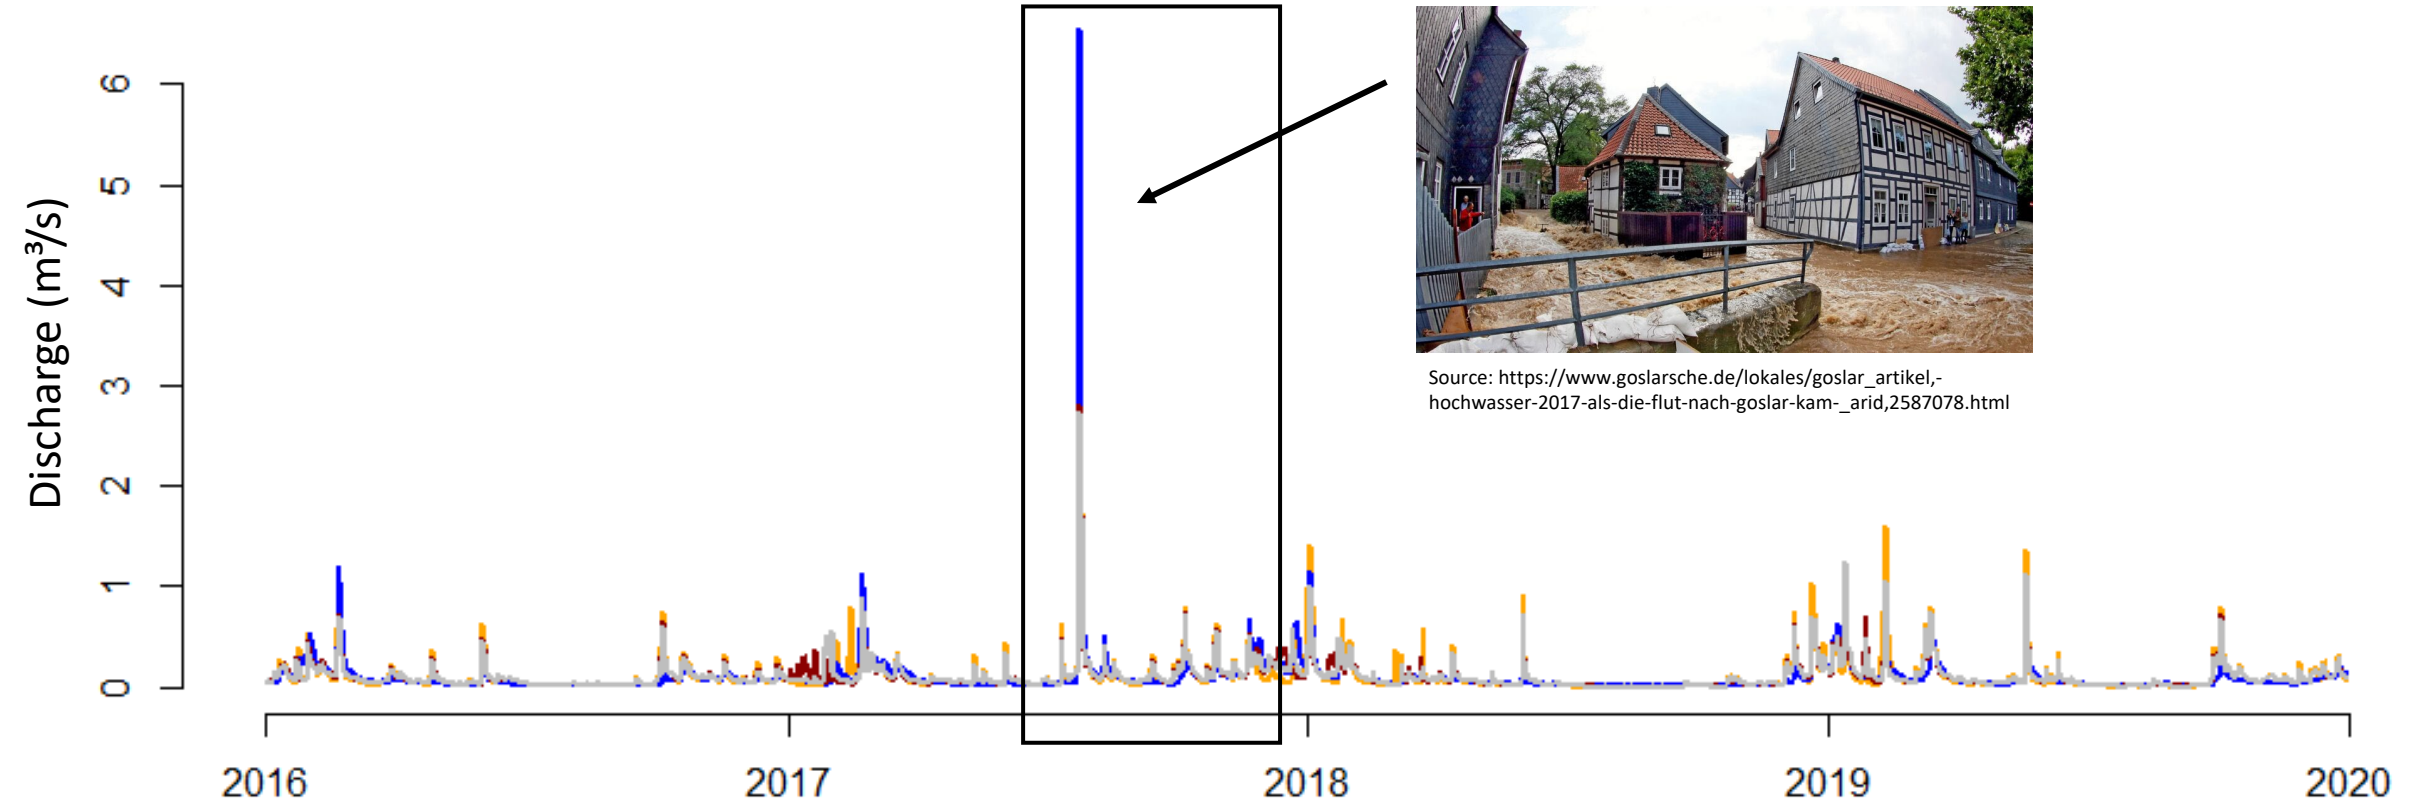 Discharge (m³/s)
6
5
4
3
2
1
0
Source: https://www.goslarsche.de/lokales/goslar_artikel,-
hochwasser-2017-als-die-flut-nach-goslar-kam-_arid,2587078.html
2016 2017 2018 2019 2020